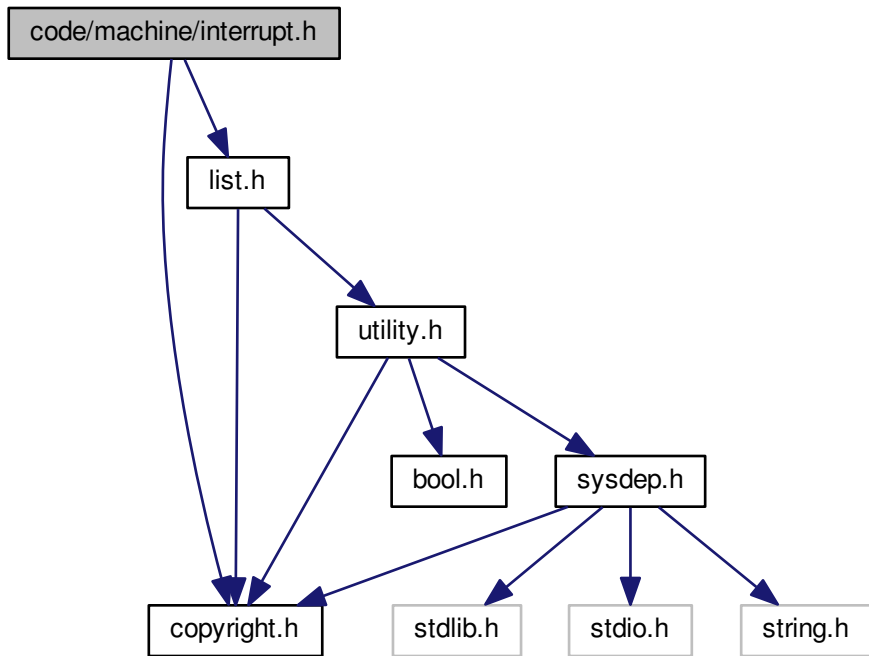 code/machine/interrupt.h
list.h
utility.h
bool.h
sysdep.h
copyright.h
stdlib.h
stdio.h
string.h